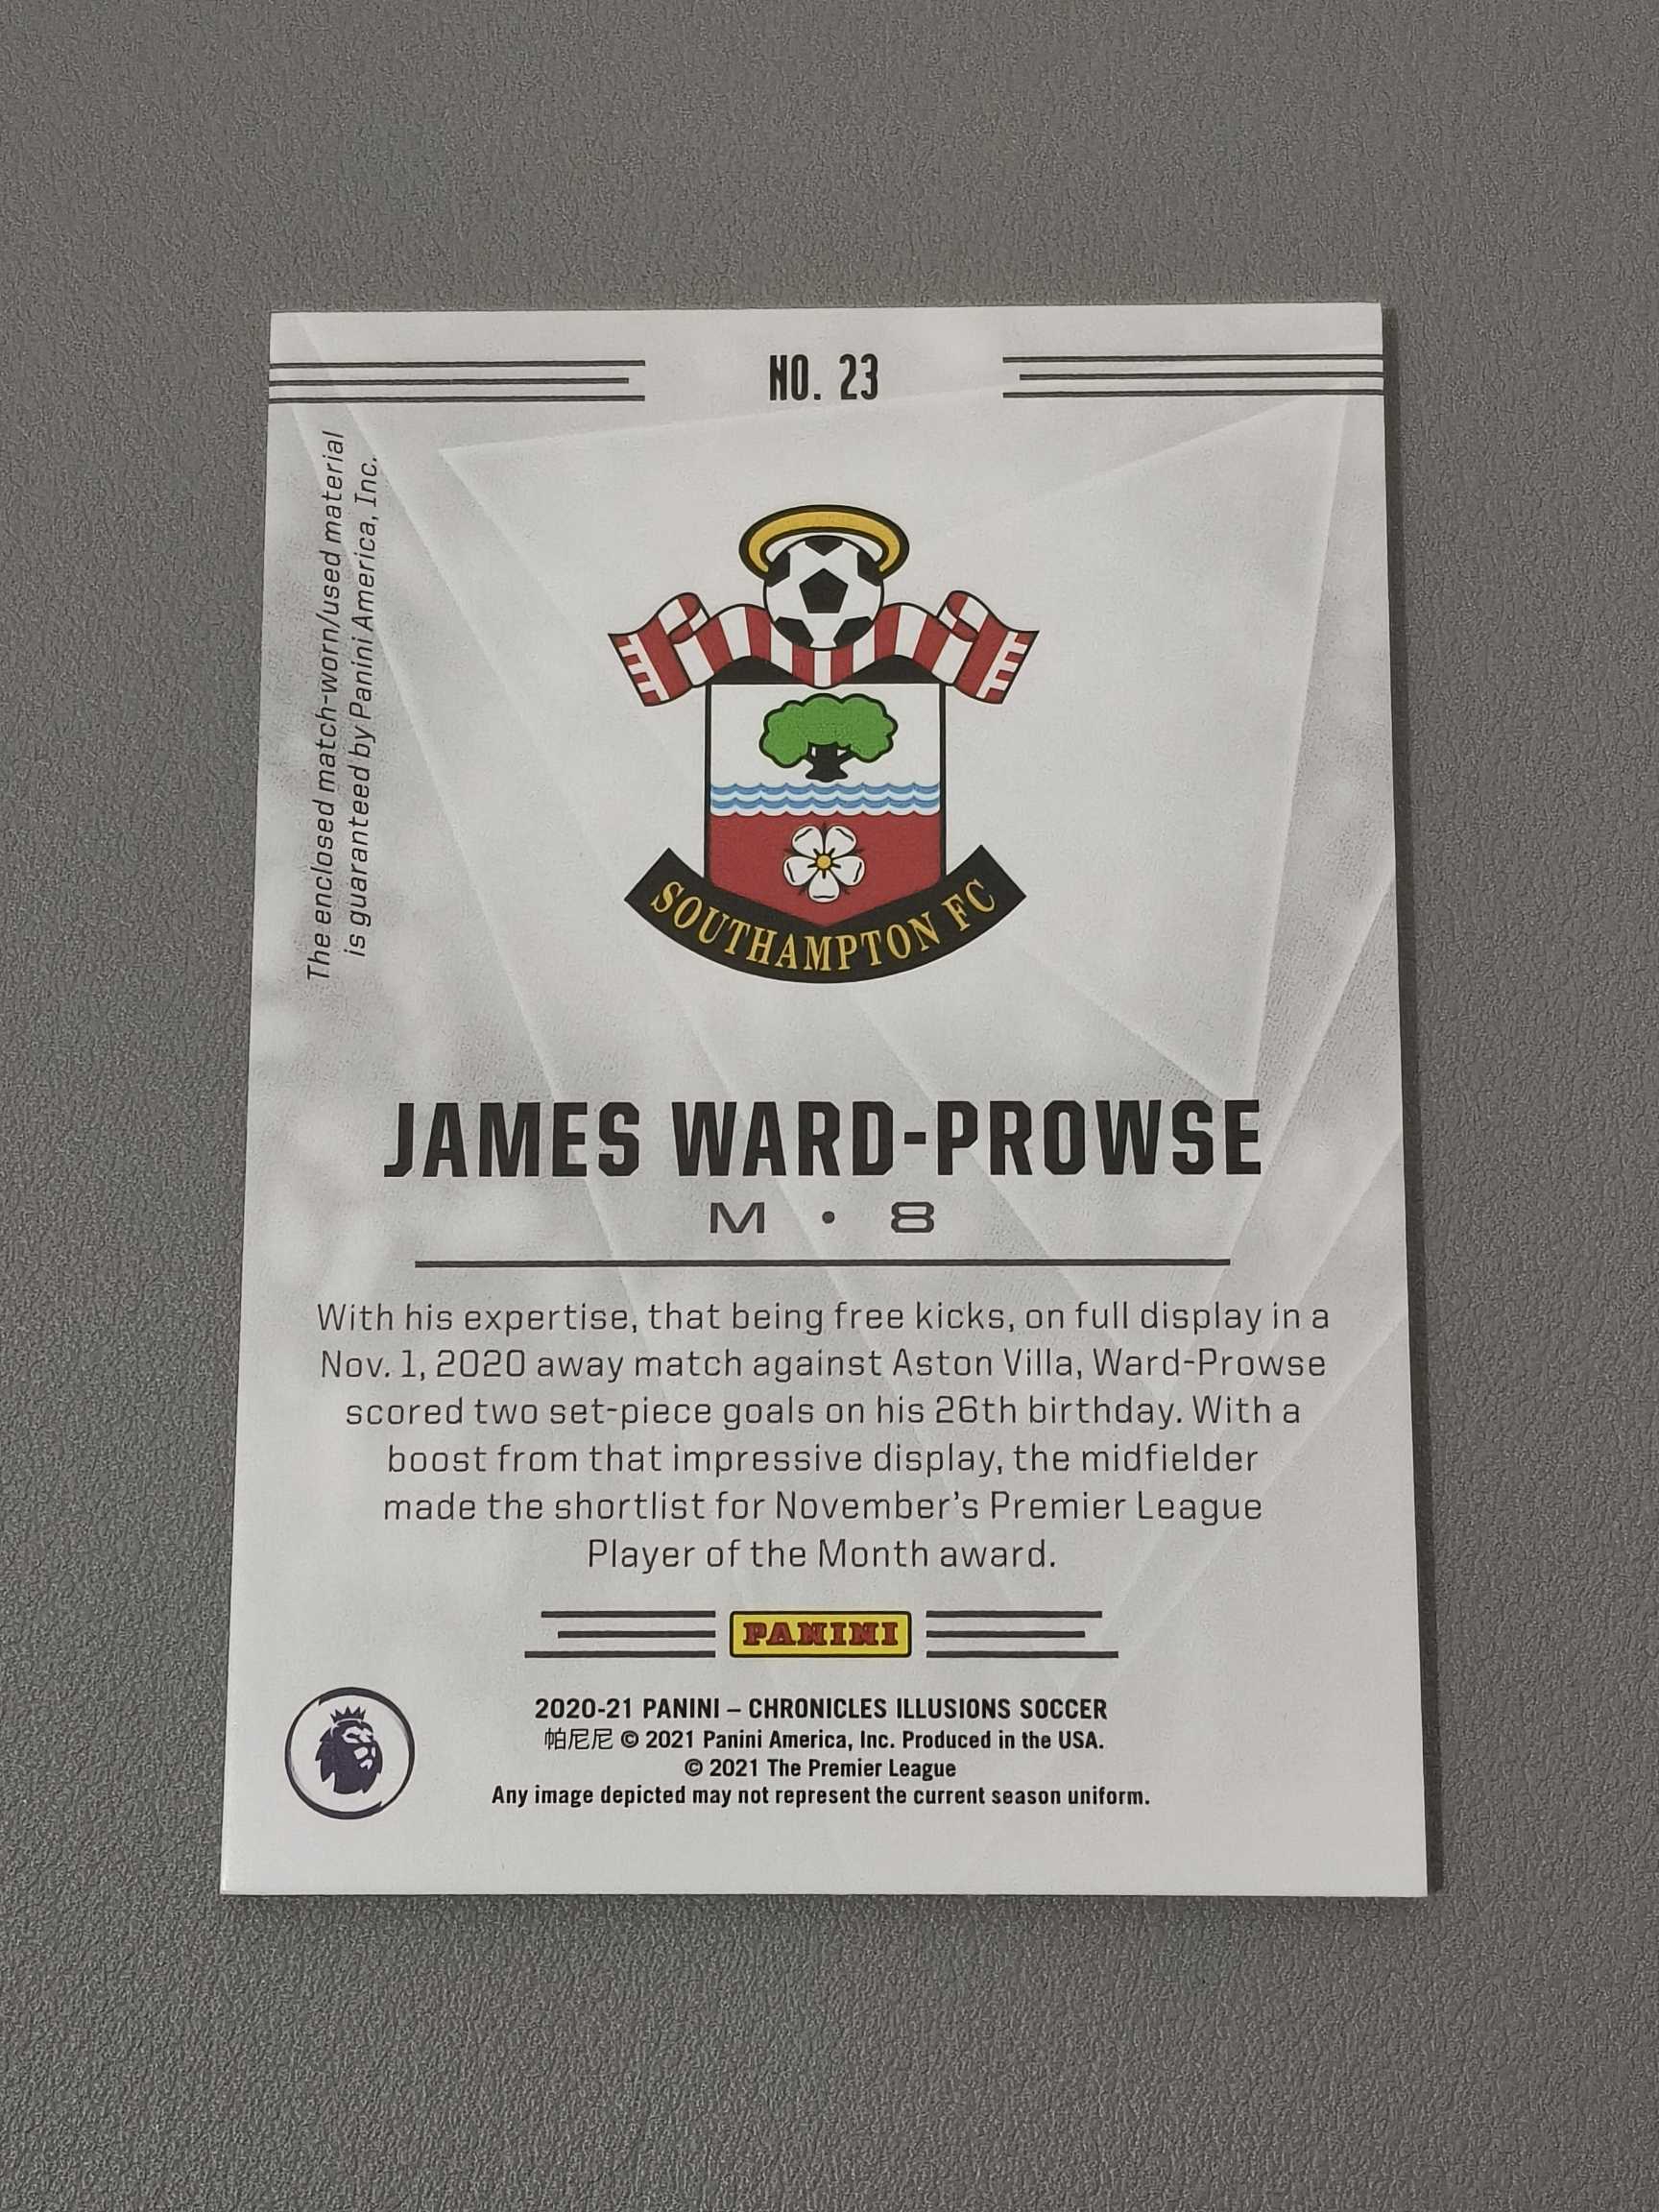 NO. 23
The enclosed match-worn/used material
is guaranteed by Panini America, Inc.
SOUTHAMPTON FC
JAMES WARD-PROWSE
M • 8
With his expertise, that being free kicks, on full display in a
Nov. 1, 2020 away match against Aston Villa, Ward-Prowse
scored two set-piece goals on his 26th birthday. With a
boost from that impressive display, the midfielder
made the shortlist for November's Premier League
Player of the Month award.
PANINI
2020-21 PANINI – CHRONICLES ILLUSIONS SOCCER
帕尼尼 © 2021 Panini America, Inc. Produced in the USA.
© 2021 The Premier League
Any image depicted may not represent the current season uniform.